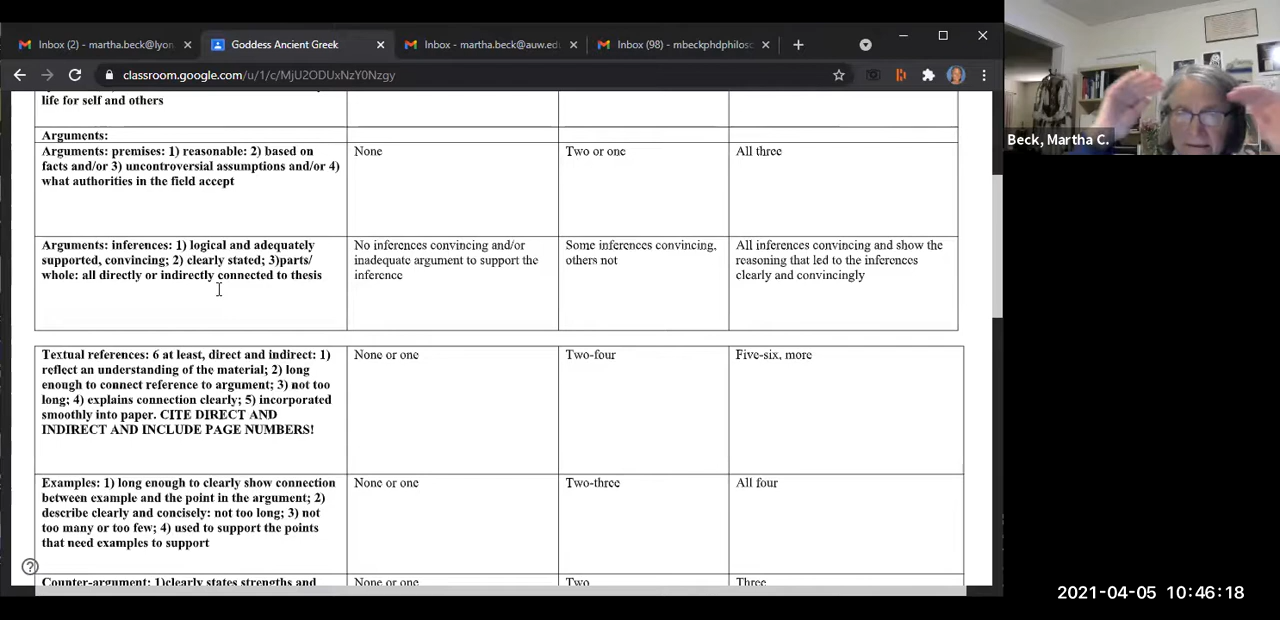 Inbox (2) - martha.beck@lyon
Goddess Ancient Greek
Inbox - martha.beck@auw.ed
Inbox (98) - mbeckphdphilos
classroom.google.com/u/1/c/MjU2ODUxNzY0Nzgy
Beck, Martha C.
life for self and others
Arguments:
Arguments: premises: 1) reasonable: 2) based on
facts and/or 3) uncontroversial assumptions and/or 4)
what authorities in the field accept
None
Two or one
All three
Arguments: inferences: 1) logical and adequately
supported, convincing; 2) clearly stated; 3)parts/
whole: all directly or indirectly connected to thesis
No inferences convincing and/or
inadequate argument to support the
inference
Some inferences convincing,
others not
All inferences convincing and show the
reasoning that led to the inferences
clearly and convincingly
Textual references: 6 at least, direct and indirect: 1)
reflect an understanding of the material; 2) long
enough to connect reference to argument; 3) not too
long; 4) explains connection clearly; 5) incorporated
smoothly into paper. CITE DIRECT AND
INDIRECT AND INCLUDE PAGE NUMBERS!
None or one
Two-four
Five-six, more
Examples: 1) long enough to clearly show connection
between example and the point in the argument; 2)
describe clearly and concisely: not too long; 3) not
too many or too few; 4) used to support the points
that need examples to support
None or one
Two-three
All four
Counter-argument: 1)clearly states strengths and
None or one
Two
Three
2021-04-05 10:46:18